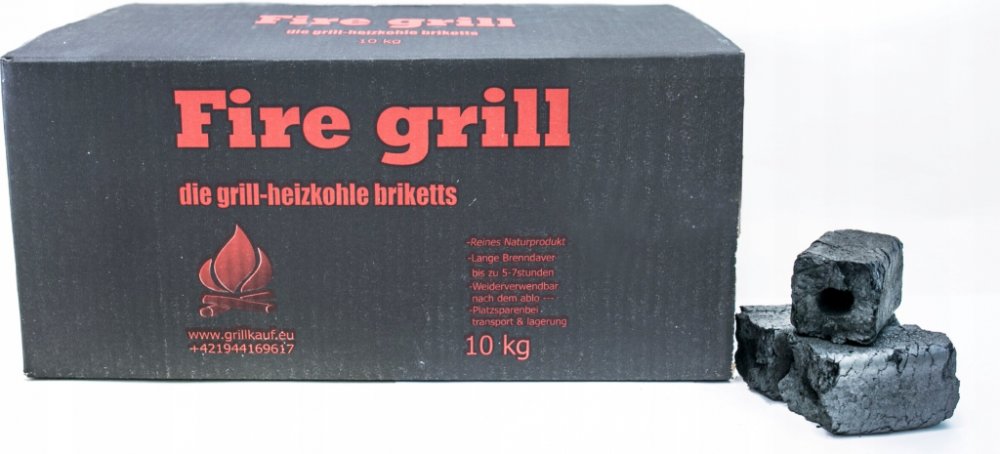 Fire grill
die grill-heizkohle briketts
10 kg
Fire grill
die grill-heizkohle briketts
-Reines Naturprodukt
-Lange Brenndaver
bis zu 5-7stunden
-Weiderverwendbar
nach dem ablo ---
-Platzsparenbei
transport & lagerung
10 kg
www.grillkauf.eu
+421944169617